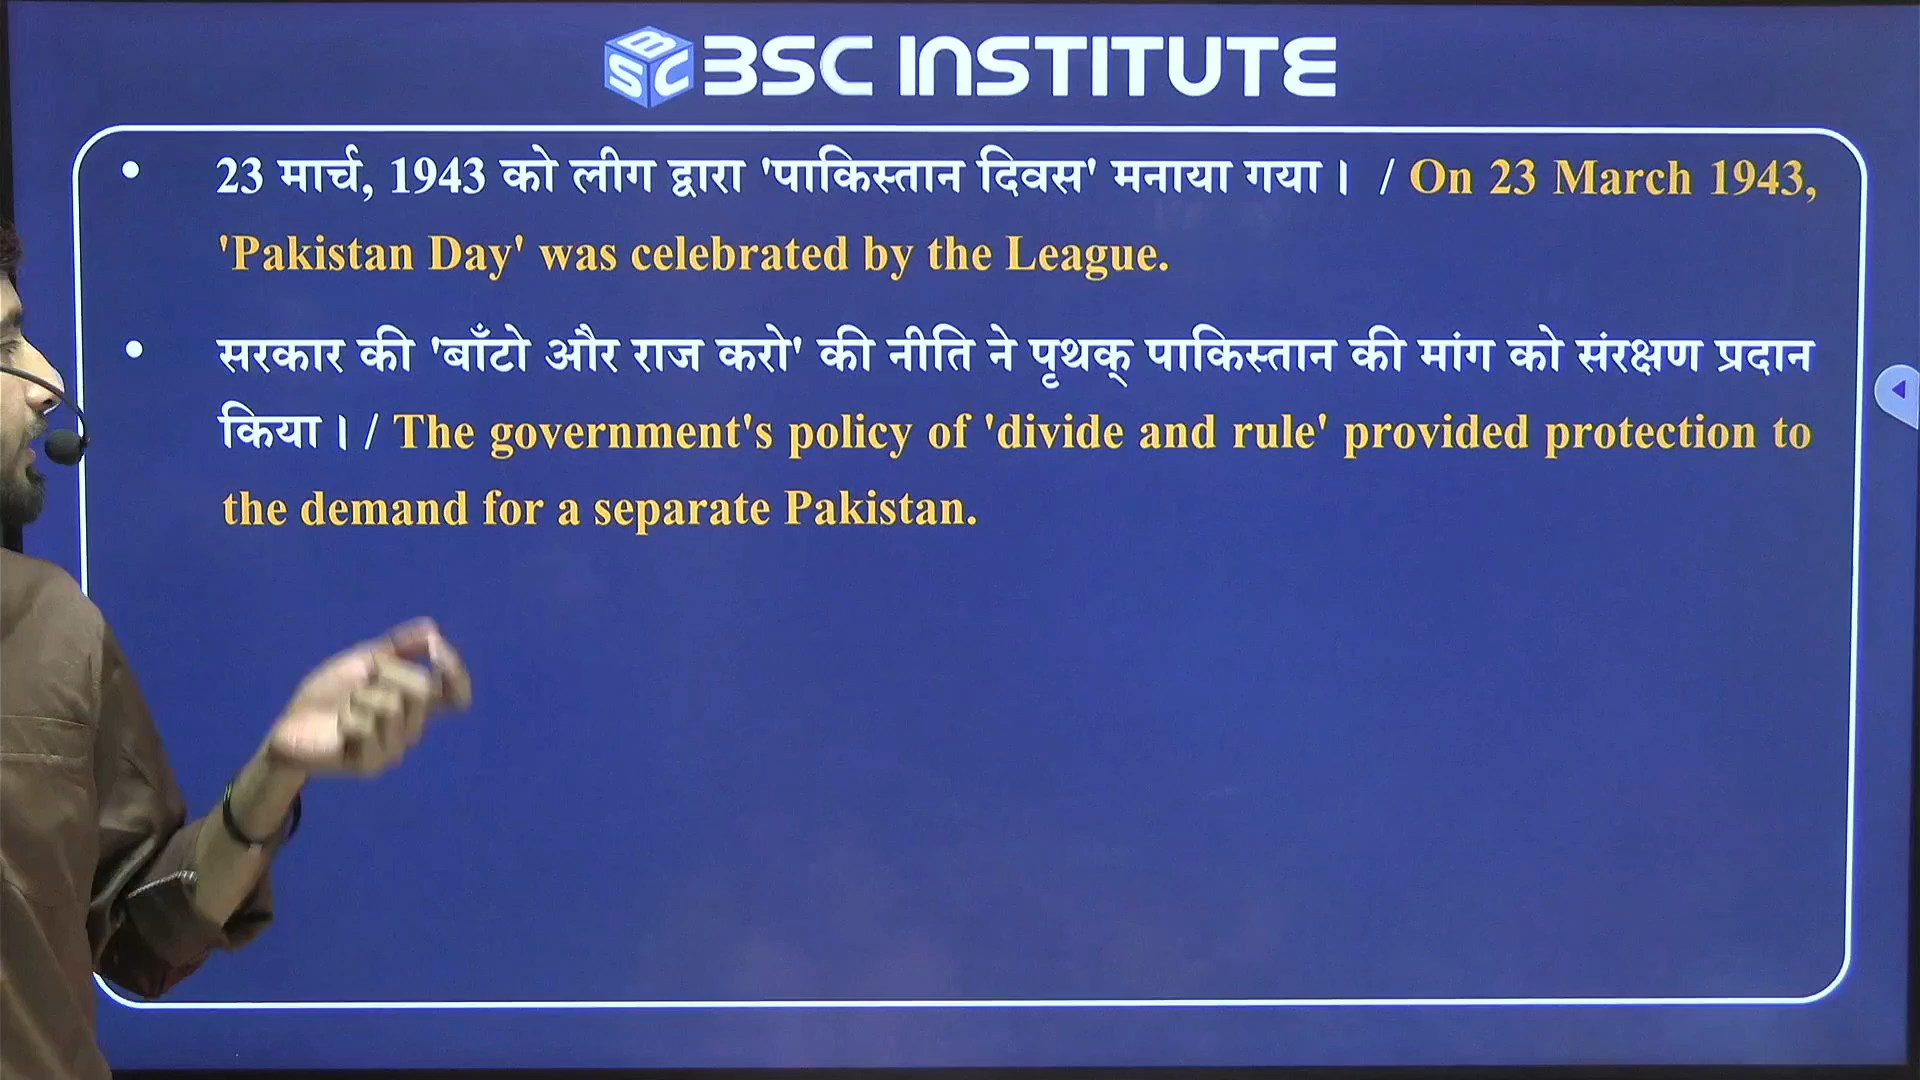 BSC BSC INSTITUTE
• 23 मार्च, 1943 को लीग द्वारा 'पाकिस्तान दिवस' मनाया गया। / On 23 March 1943,
'Pakistan Day' was celebrated by the League.
• सरकार की 'बाँटो और राज करो' की नीति ने पृथक् पाकिस्तान की मांग को संरक्षण प्रदान
किया। / The government's policy of 'divide and rule' provided protection to
the demand for a separate Pakistan.